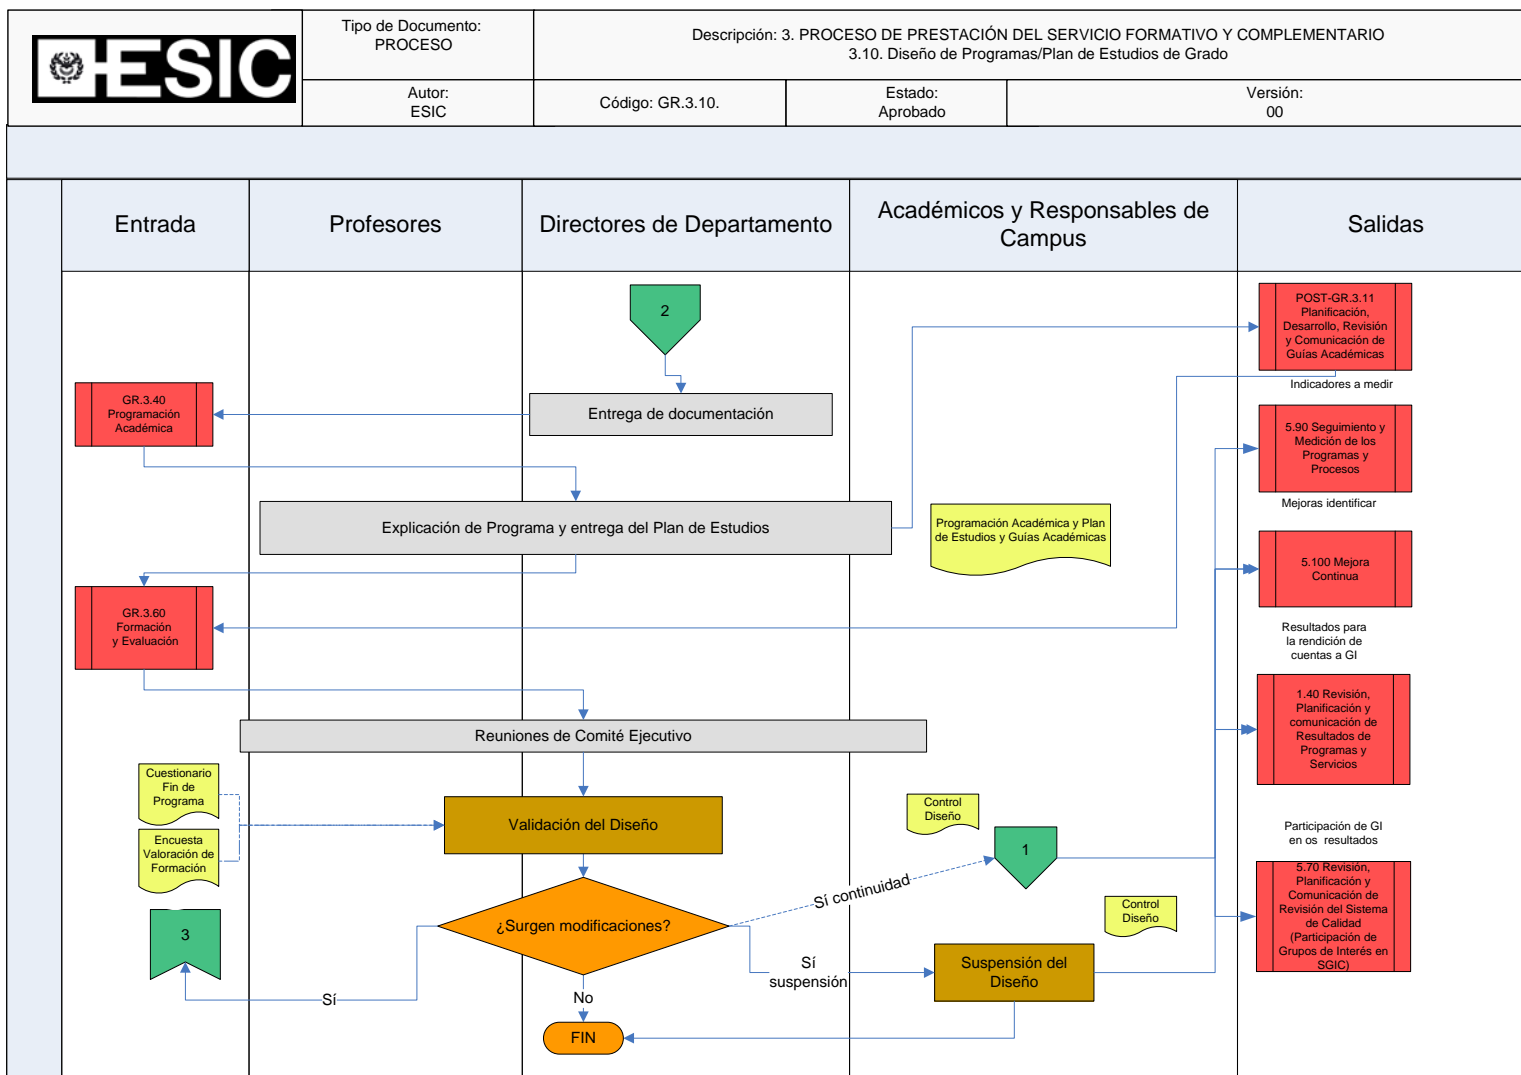 ESIC
Tipo de Documento:
PROCESO
Descripción: 3. PROCESO DE PRESTACIÓN DEL SERVICIO FORMATIVO Y COMPLEMENTARIO
3.10. Diseño de Programas/Plan de Estudios de Grado
Autor:
ESIC
Código: GR.3.10.
Estado:
Aprobado
Versión:
00
Entrada
Profesores
Directores de Departamento
Académicos y Responsables de
Campus
Salidas
2
POST-GR.3.11
Planificación,
Desarrollo, Revisión
y Comunicación de
Guías Académicas
Indicadores a medir
GR.3.40
Programación
Académica
Entrega de documentación
5.90 Seguimiento y
Medición de los
Programas y
Procesos
Mejoras identificar
Explicación de Programa y entrega del Plan de Estudios
Programación Académica y Plan
de Estudios y Guías Académicas
5.100 Mejora
Continua
GR.3.60
Formación
y Evaluación
Resultados para
la rendición de
cuentas a GI
1.40 Revisión,
Planificación y
comunicación de
Resultados de
Programas y
Servicios
Reuniones de Comité Ejecutivo
Cuestionario
Fin de
Programa
Validación del Diseño
Control
Diseño
Encuesta
Valoración de
Formación
1
Participación de GI
en os resultados
Sí continuidad
5.70 Revisión,
Planificación y
Comunicación de
Revisión del Sistema
de Calidad
(Participación de
Grupos de Interés en
SGIC)
Control
Diseño
3
¿Surgen modificaciones?
Sí
suspensión
Suspensión del
Diseño
Sí
No
FIN